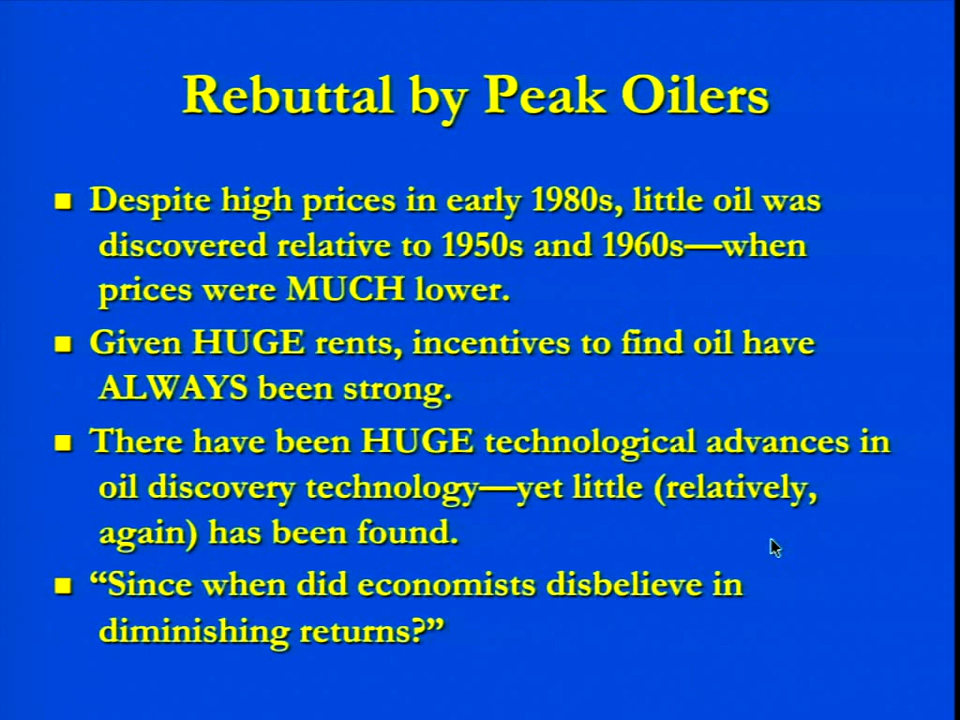 Rebuttal by Peak Oilers
■ Despite high prices in early 1980s, little oil was
discovered relative to 1950s and 1960s—when
prices were MUCH lower.
■ Given HUGE rents, incentives to find oil have
ALWAYS been strong.
■ There have been HUGE technological advances in
oil discovery technology—yet little (relatively,
again) has been found.
■ “Since when did economists disbelieve in
diminishing returns?”